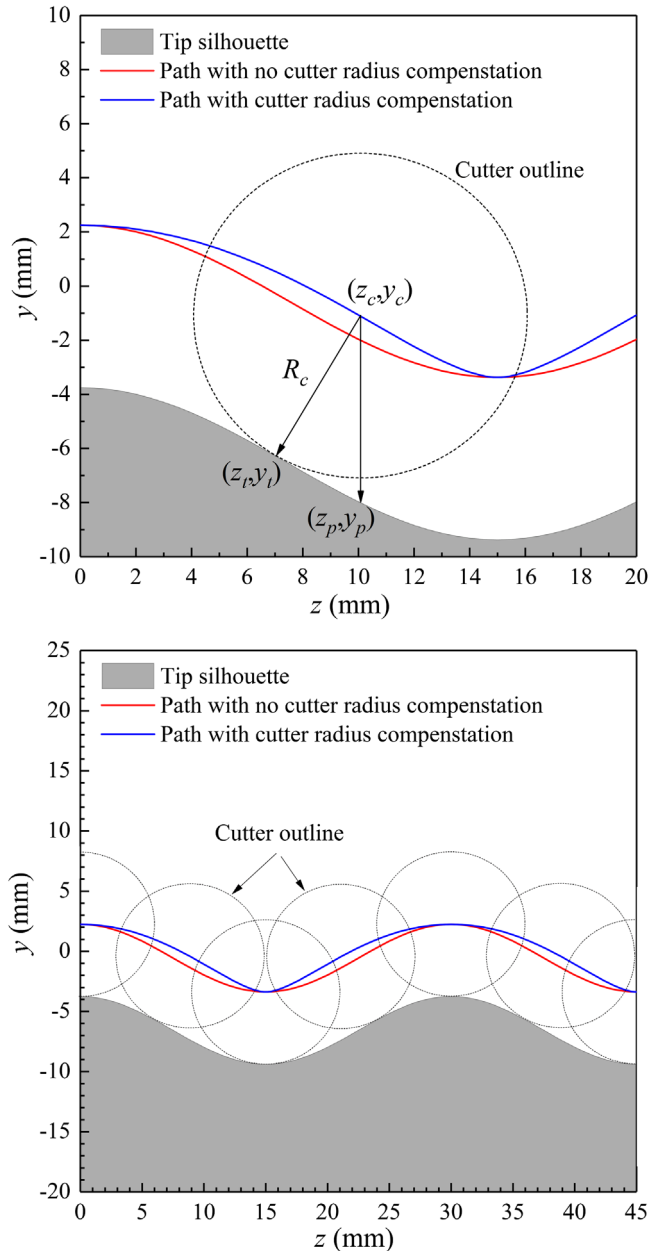 10
8
6
4
2
0
-2
-4
-6
-8
-10
y (mm)
Tip silhouette
Path with no cutter radius compenstation
Path with cutter radius compenstation
Cutter outline
(z_c,y_c)
R_c
(z_t,y_t)
(z_p,y_p)
0 2 4 6 8 10 12 14 16 18 20
z (mm)
25
20
15
10
5
0
-5
-10
-15
-20
y (mm)
Tip silhouette
Path with no cutter radius compenstation
Path with cutter radius compenstation
Cutter outline
0 5 10 15 20 25 30 35 40 45
z (mm)